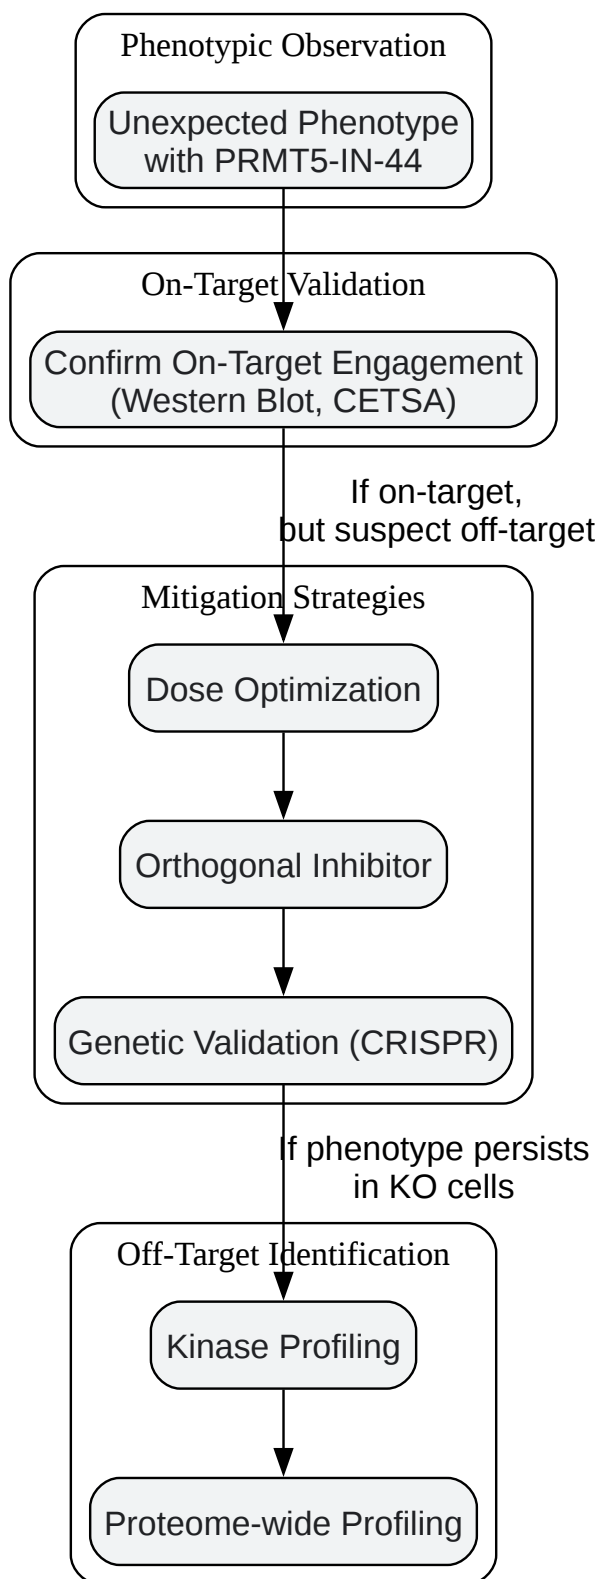 Phenotypic Observation
Unexpected Phenotype
with PRMT5-IN-44
On-Target Validation
Confirm On-Target Engagement
(Western Blot, CETSA)
If on-target,
but suspect off-target
Mitigation Strategies
Dose Optimization
Orthogonal Inhibitor
Genetic Validation (CRISPR)
If phenotype persists
in KO cells
Off-Target Identification
Kinase Profiling
Proteome-wide Profiling